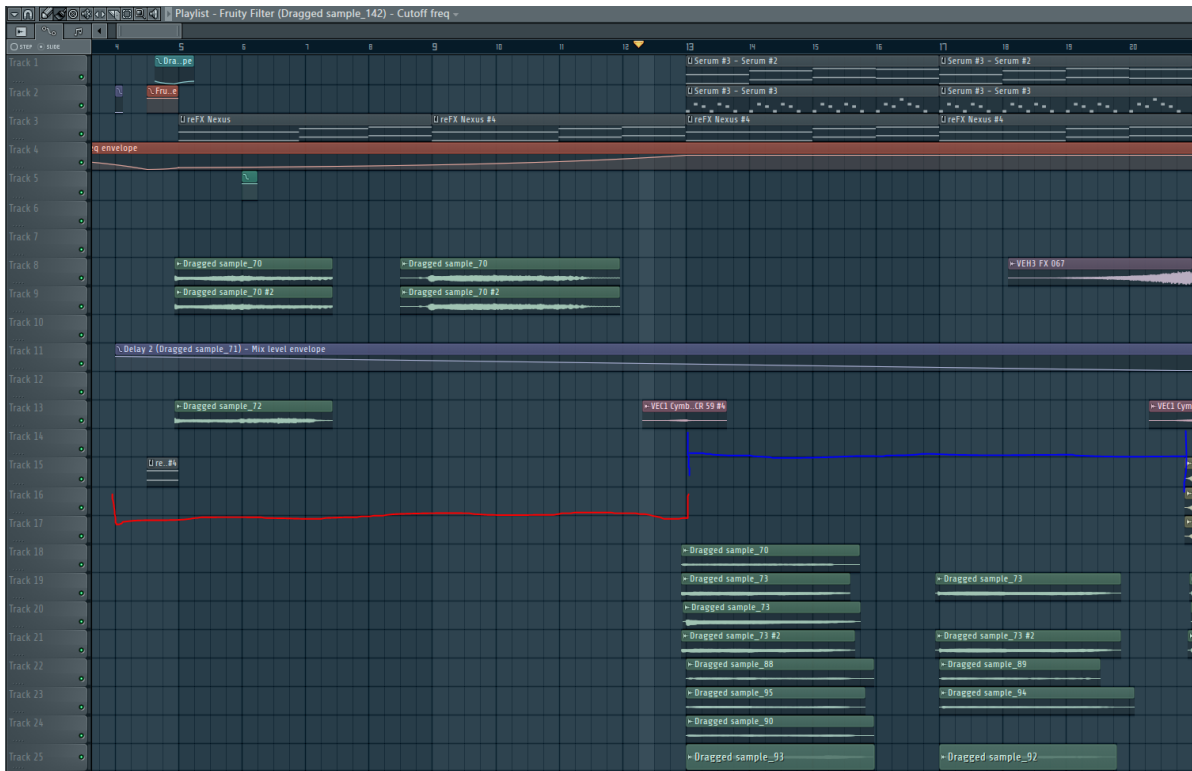 Playlist - Fruity Filter (Dragged sample_142) - Cutoff freq
STEP SLIDE
4 5 6 7 8 9 10 11 12 13 14 15 16 17 18 19 20
Track 1 Dra..pe Serum #3 - Serum #2 Serum #3 - Serum #2
Track 2 Fru..e Serum #3 - Serum #3 Serum #3 - Serum #3
Track 3 reFX Nexus reFX Nexus #4 reFX Nexus #4 reFX Nexus #4
Track 4 eq envelope
Track 5
Track 6
Track 7
Track 8 Dragged sample_70 Dragged sample_70 VEH3 FX 067
Track 9 Dragged sample_70 #2 Dragged sample_70 #2
Track 10
Track 11 Delay 2 (Dragged sample_71) - Mix level envelope
Track 12
Track 13 Dragged sample_72 VEC1 Cymb..CR 59 #4 VEC1 Cym
Track 14
Track 15 re..#4
Track 16
Track 17
Track 18 Dragged sample_70
Track 19 Dragged sample_73 Dragged sample_73
Track 20 Dragged sample_73
Track 21 Dragged sample_73 #2 Dragged sample_73 #2
Track 22 Dragged sample_88 Dragged sample_89
Track 23 Dragged sample_95 Dragged sample_94
Track 24 Dragged sample_90
Track 25 Dragged sample_93 Dragged sample_92